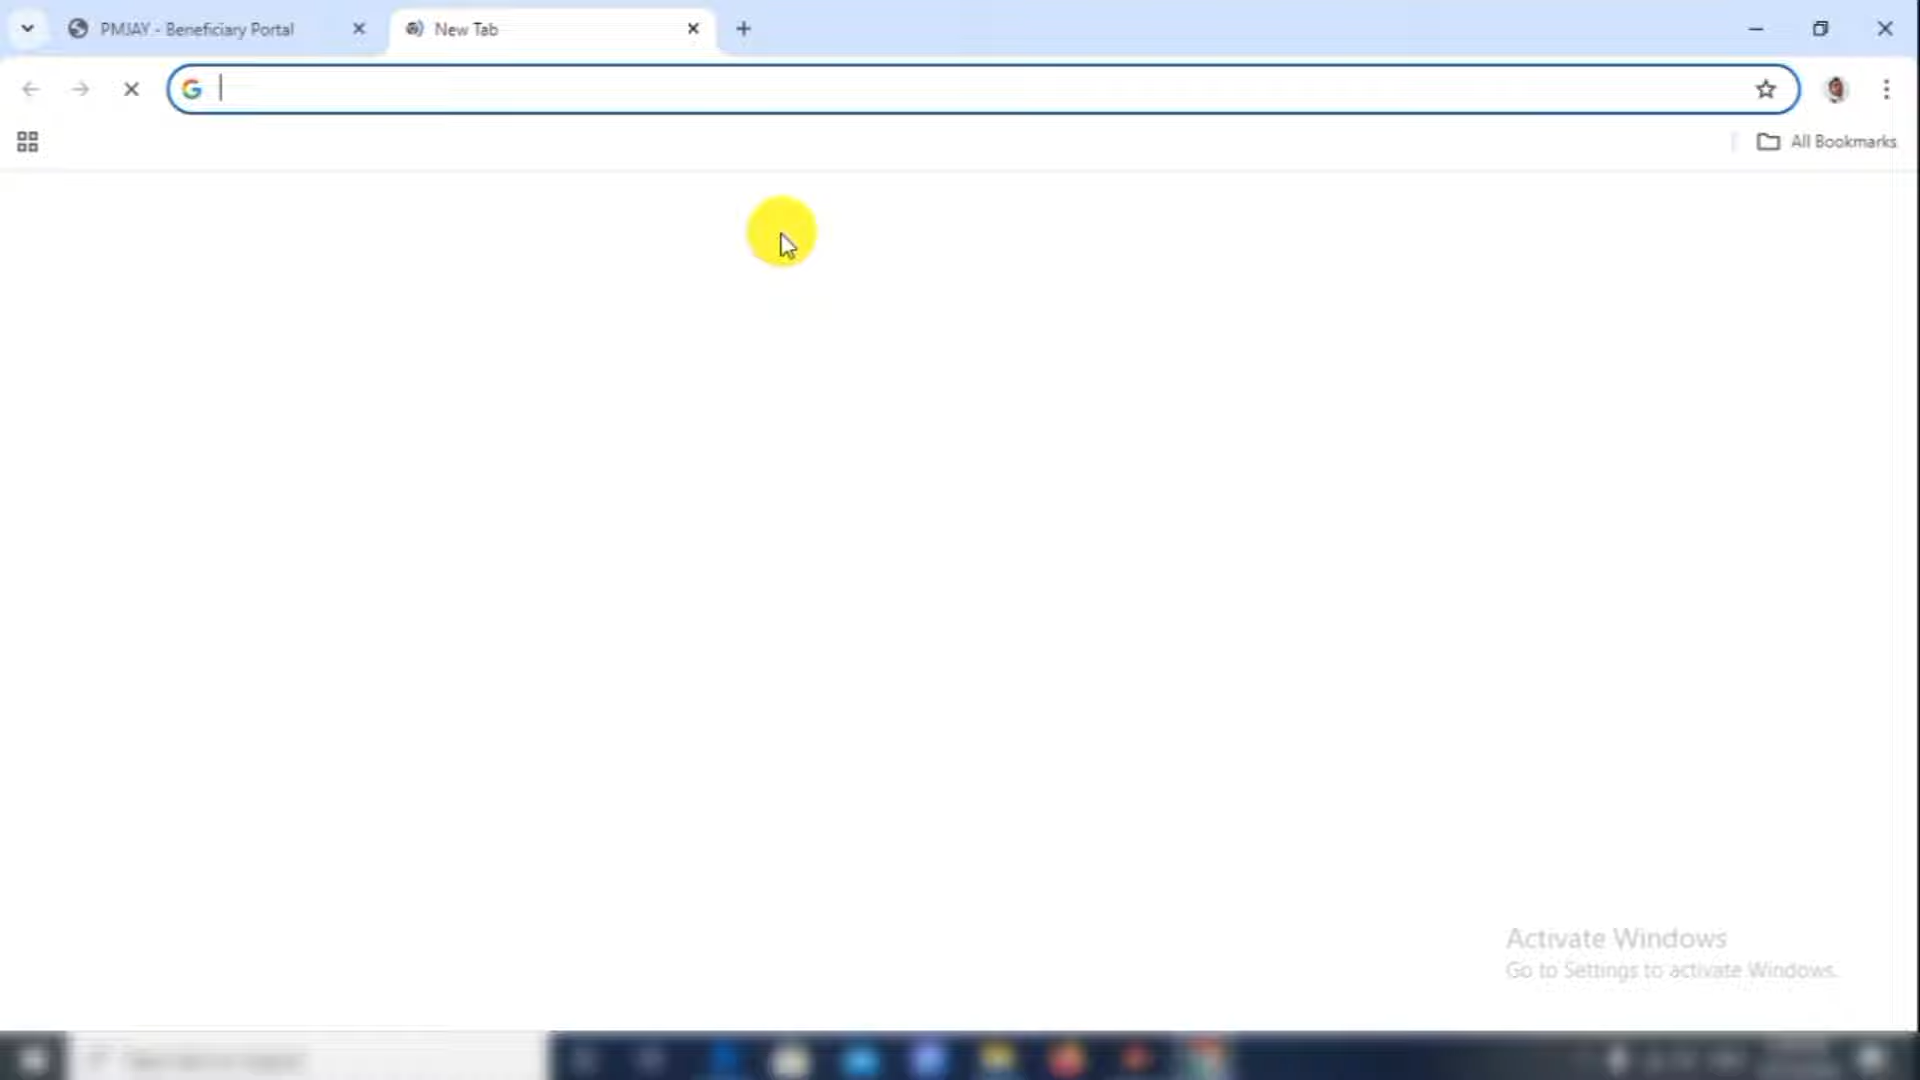 PMJAY - Beneficiary Portal
New Tab
All Bookmarks
Activate Windows
Go to Settings to activate Windows.